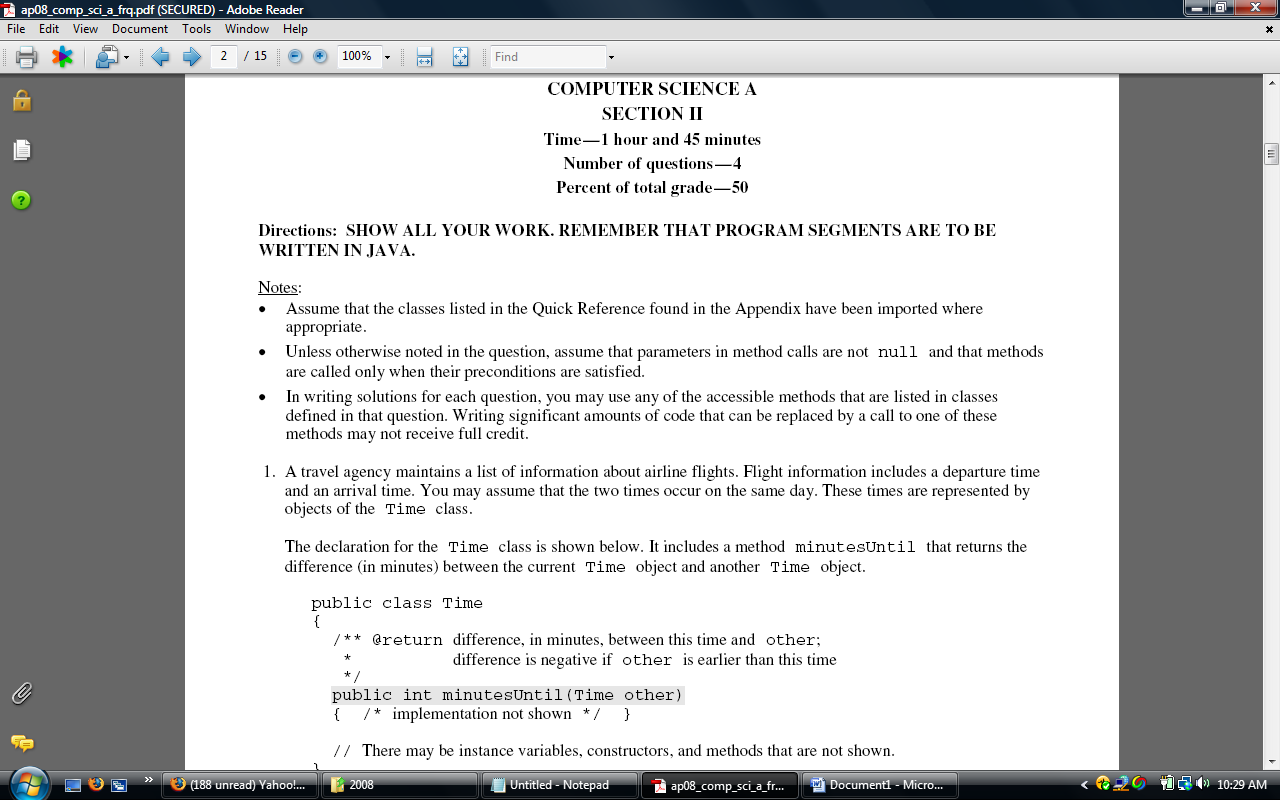 ap08_comp_sci_a_frq.pdf (SECURED) - Adobe Reader
File Edit View Document Tools Window Help
2 / 15 100% Find
COMPUTER SCIENCE A
SECTION II
Time—1 hour and 45 minutes
Number of questions—4
Percent of total grade—50
Directions: SHOW ALL YOUR WORK. REMEMBER THAT PROGRAM SEGMENTS ARE TO BE
WRITTEN IN JAVA.
Notes:
• Assume that the classes listed in the Quick Reference found in the Appendix have been imported where
appropriate.
• Unless otherwise noted in the question, assume that parameters in method calls are not null and that methods
are called only when their preconditions are satisfied.
• In writing solutions for each question, you may use any of the accessible methods that are listed in classes
defined in that question. Writing significant amounts of code that can be replaced by a call to one of these
methods may not receive full credit.
1. A travel agency maintains a list of information about airline flights. Flight information includes a departure time
and an arrival time. You may assume that the two times occur on the same day. These times are represented by
objects of the Time class.
The declaration for the Time class is shown below. It includes a method minutesUntil that returns the
difference (in minutes) between the current Time object and another Time object.
public class Time
{
/** @return difference, in minutes, between this time and other;
* difference is negative if other is earlier than this time
*/
public int minutesUntil(Time other)
{ /* implementation not shown */ }
// There may be instance variables, constructors, and methods that are not shown.
}
(188 unread) Yahoo!... 2008 Untitled - Notepad ap08_comp_sci_a_fr... Document1 - Micro... 10:29 AM